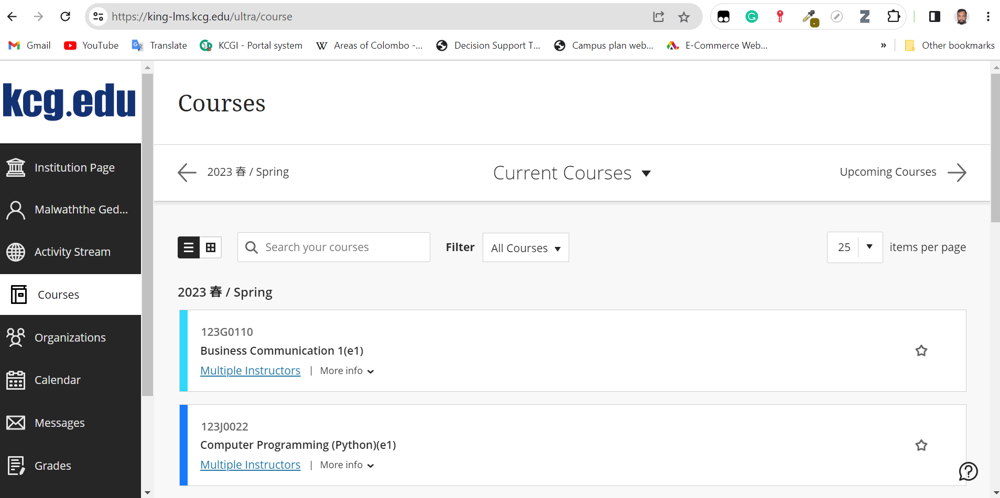 https://king-lms.kcg.edu/ultra/course
Gmail
YouTube
Translate
KCGI - Portal system
Areas of Colombo -...
Decision Support T...
Campus plan web...
E-Commerce Web...
»
Other bookmarks
kcg.edu
Institution Page
Malwaththe Ged...
Activity Stream
Courses
Organizations
Calendar
Messages
Grades
Courses
2023 春 / Spring
Current Courses
Upcoming Courses
Search your courses
Filter
All Courses
25
items per page
2023 春 / Spring
123G0110
Business Communication 1(e1)
Multiple Instructors | More info
123J0022
Computer Programming (Python)(e1)
Multiple Instructors | More info